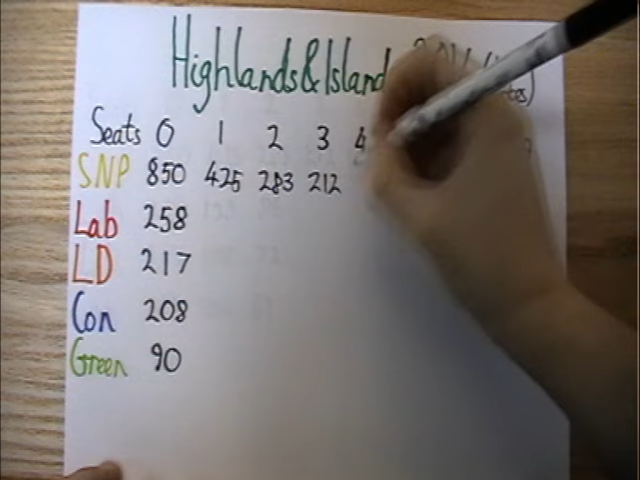 Highlands & Island
Seats 0 1 2 3 4
SNP 850 425 283 212
Lab 258
LD 217
Con 208
Green 90